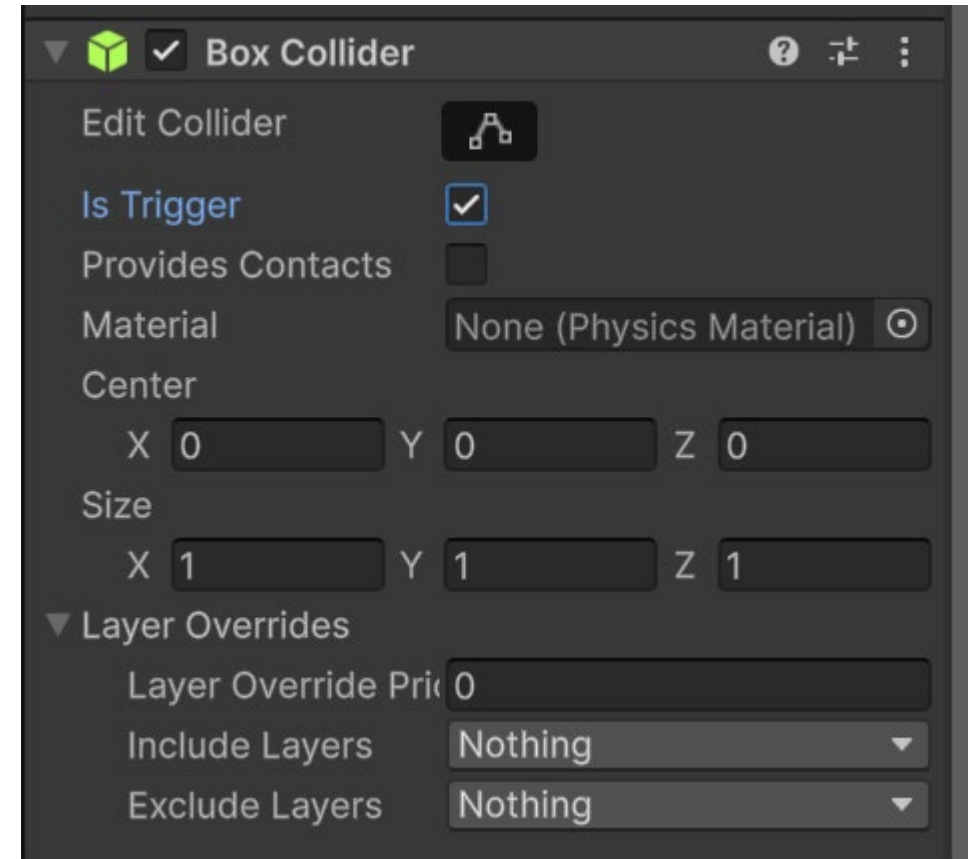 Box Collider
Edit Collider
Is Trigger
Provides Contacts
Material None (Physics Material)
Center
X 0 Y 0 Z 0
Size
X 1 Y 1 Z 1
Layer Overrides
Layer Override Pri 0
Include Layers Nothing
Exclude Layers Nothing